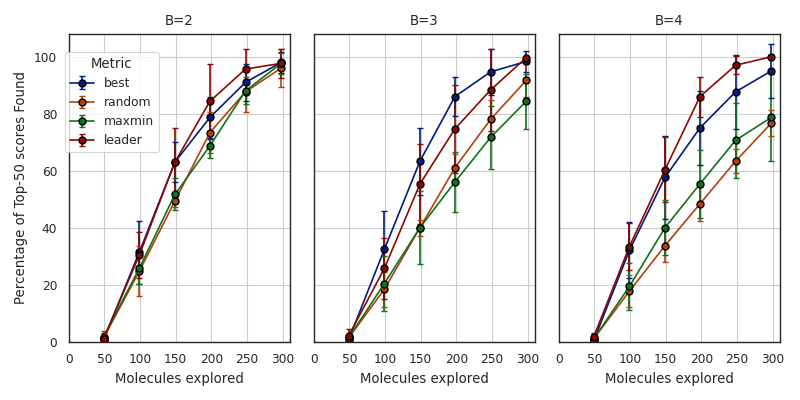 B=2
B=3
B=4
Percentage of Top-50 scores Found
100
80
60
40
20
0
Metric
best
random
maxmin
leader
0 50 100 150 200 250 300
0 50 100 150 200 250 300
0 50 100 150 200 250 300
Molecules explored
Molecules explored
Molecules explored